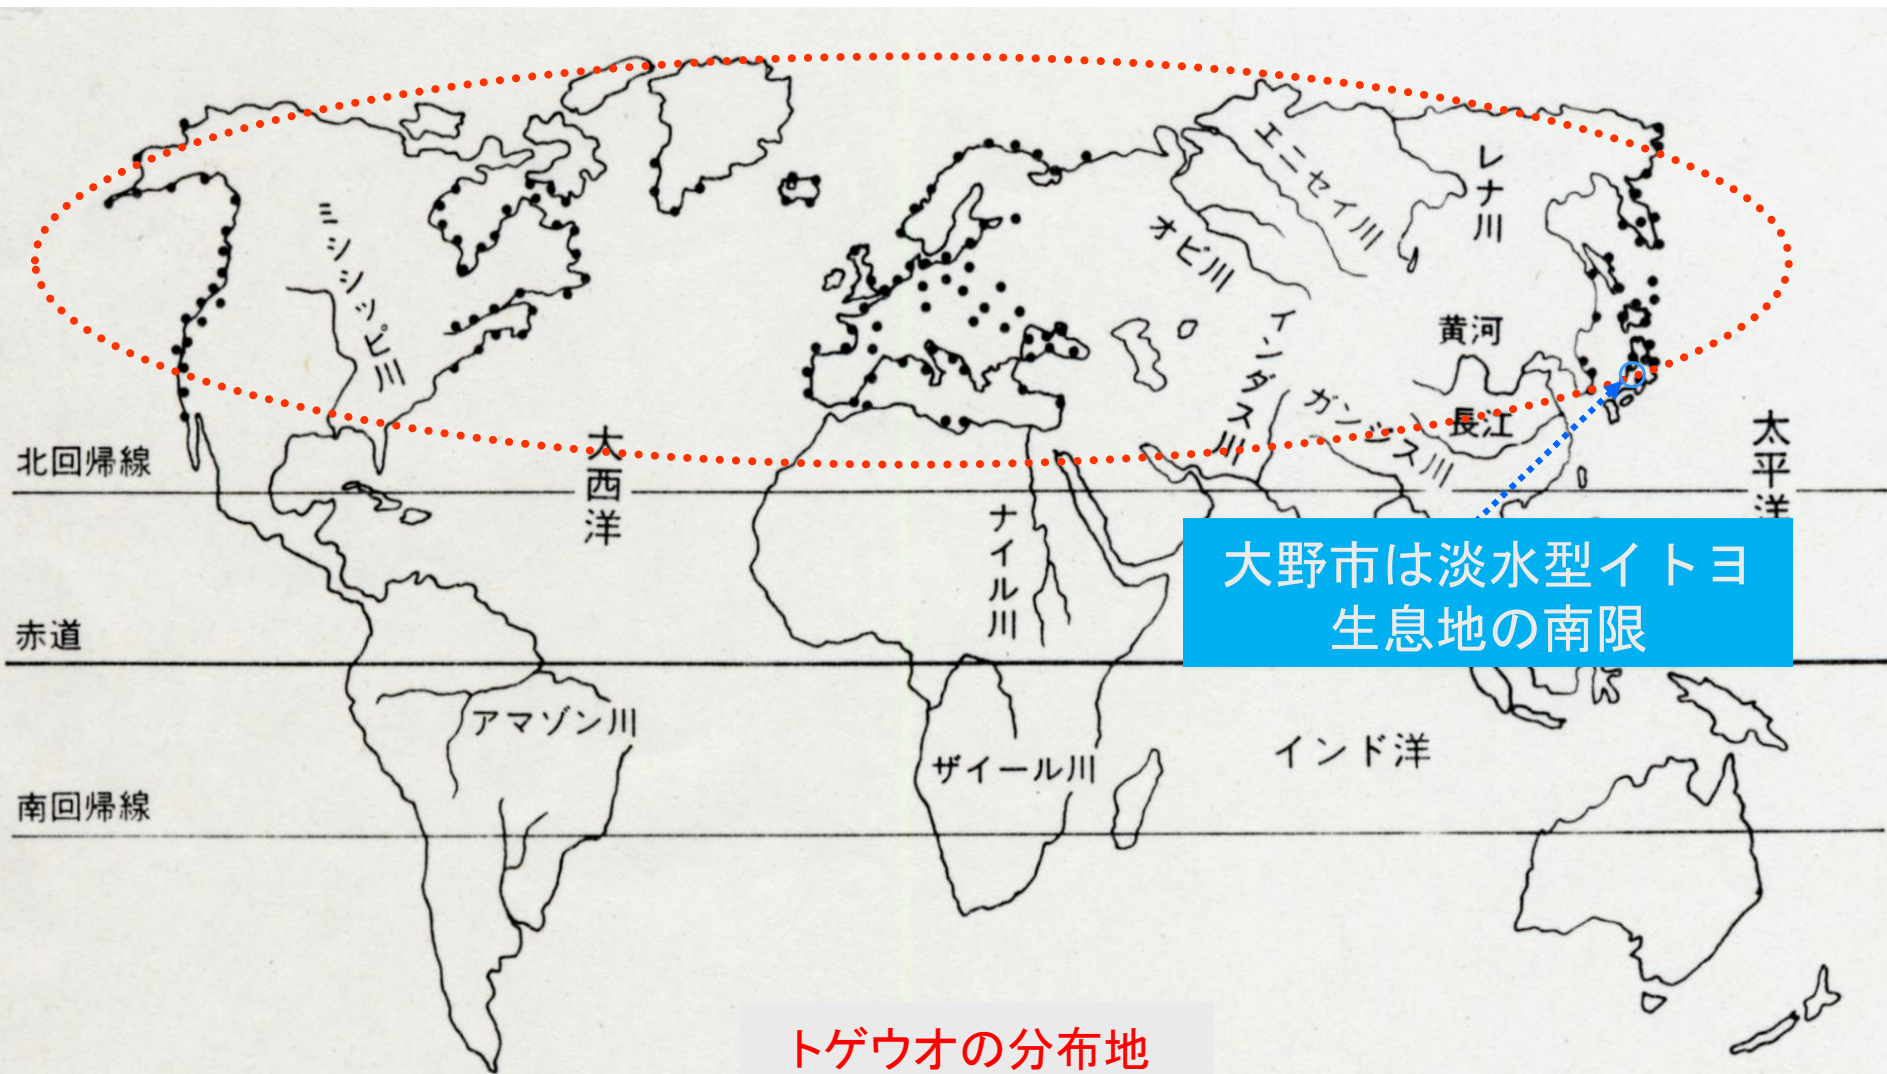 エニセイ川
レナ川
ミシシッピ川
オビ川
インダス川
黄河
ガンジス川
長江
大西洋
太平洋
北回帰線
ナイル川
大野市は淡水型イトヨ
生息地の南限
赤道
アマゾン川
ザイール川
インド洋
南回帰線
トゲウオの分布地